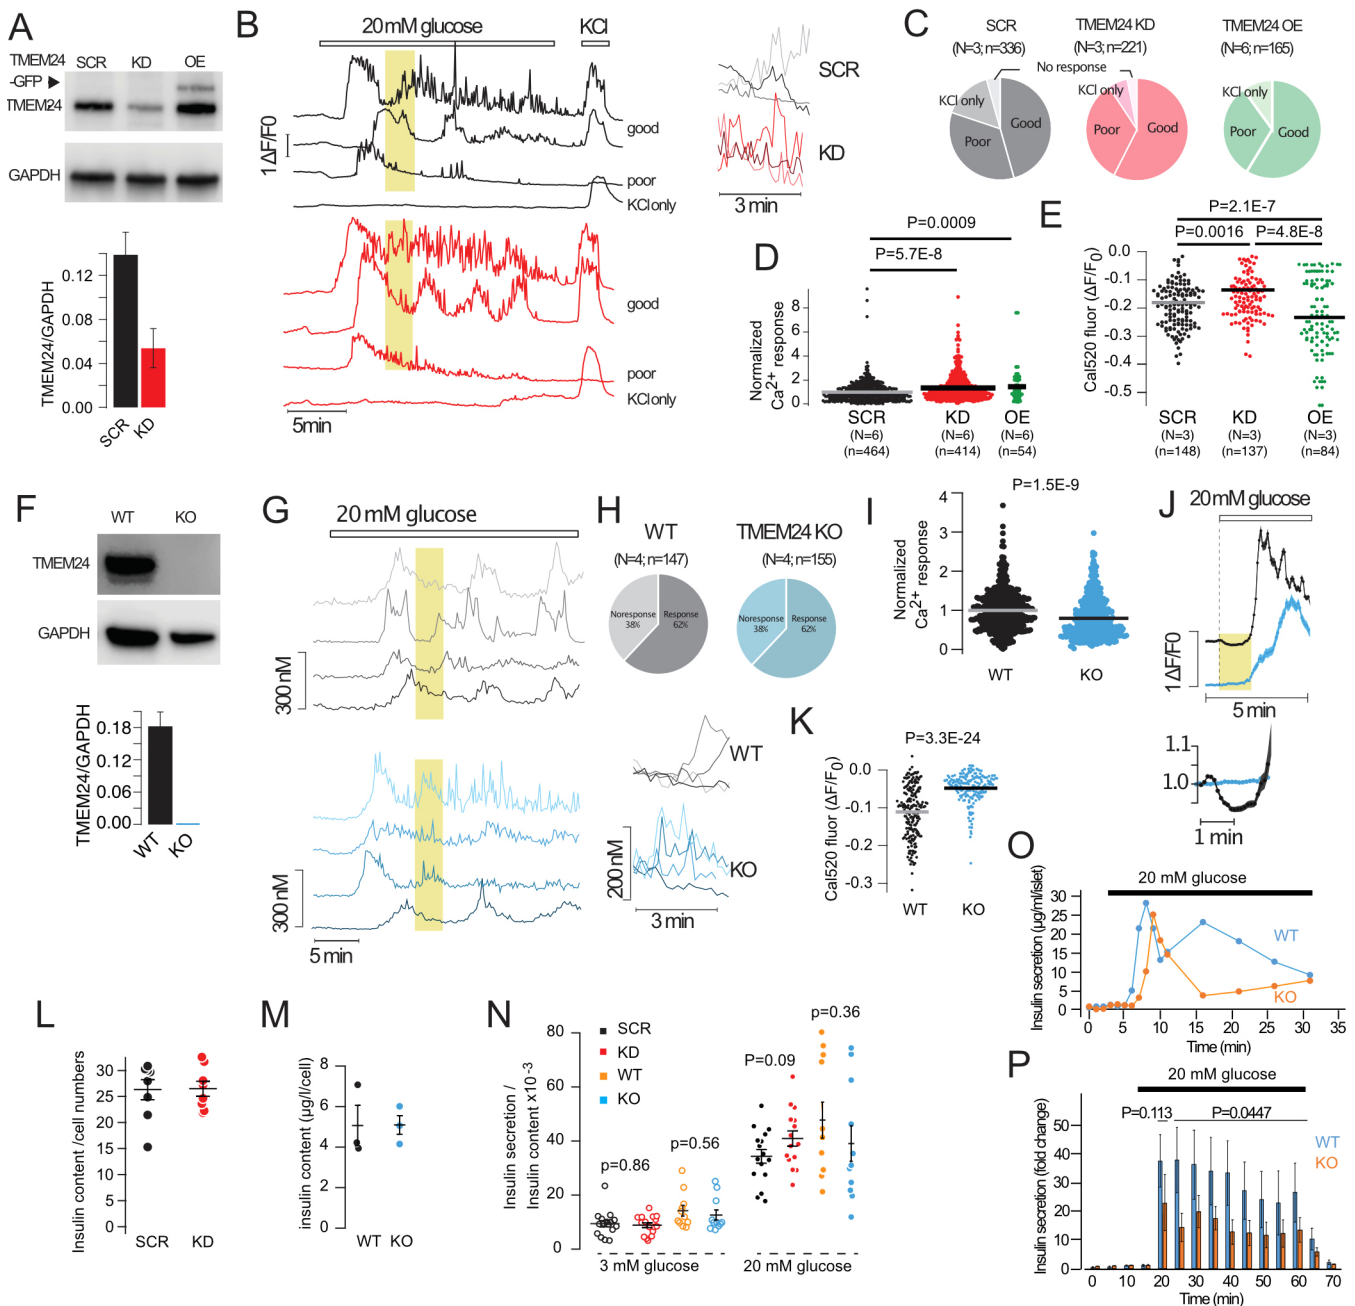 A
TMEM24
SCR
KD
OE
-GFP
TMEM24
GAPDH
TMEM24/GAPDH
0.12
0.08
0.04
0.00
SCR
KD
B
20 mM glucose
KCl
1 ΔF/F0
good
poor
KCl only
good
poor
KCl only
5min
SCR
KD
3 min
C
SCR
(N=3; n=336)
TMEM24 KD
(N=3; n=221)
TMEM24 OE
(N=6; n=165)
No response
KCl only
Good
Poor
KCl only
Poor
Good
KCl only
Poor
Good
D
P=0.0009
P=5.7E-8
Normalized
Ca2+ response
8
6
4
2
0
SCR
(N=6)
(n=464)
KD
(N=6)
(n=414)
OE
(N=6)
(n=54)
E
P=2.1E-7
P=0.0016
P=4.8E-8
Cal520 fluor (ΔF/F0)
0.0
-0.1
-0.2
-0.3
-0.4
-0.5
SCR
(N=3)
(n=148)
KD
(N=3)
(n=137)
OE
(N=3)
(n=84)
F
WT
KO
TMEM24
GAPDH
TMEM24/GAPDH
0.18
0.12
0.06
0.00
WT
KO
G
20 mM glucose
300 nM
300 nM
5 min
H
WT
(N=4; n=147)
TMEM24 KO
(N=4; n=155)
Noresponse
38%
Response
62%
Noresponse
38%
Response
62%
WT
KO
200 nM
3 min
I
P=1.5E-9
Normalized
Ca2+ response
4
3
2
1
0
WT
KO
J
20 mM glucose
1 ΔF/F0
5 min
1.1
1.0
1 min
K
P=3.3E-24
Cal520 fluor (ΔF/F0)
0.0
-0.1
-0.2
-0.3
WT
KO
L
Insulin content /cell numbers
30
25
20
15
10
5
0
SCR
KD
M
insulin content (µg/l/cell)
8
6
4
2
0
WT
KO
N
Insulin secretion /
Insulin content x10-3
80
60
40
20
0
SCR
KD
WT
KO
p=0.86
p=0.56
P=0.09
p=0.36
3 mM glucose
20 mM glucose
O
20 mM glucose
Insulin secretion (µg/ml/islet)
30
25
20
15
10
5
0
WT
KO
0
5
10
15
20
25
30
35
Time (min)
P
20 mM glucose
P=0.113
P=0.0447
Insulin secretion (fold change)
50
40
30
20
10
0
WT
KO
0
10
20
30
40
50
60
70
Time (min)